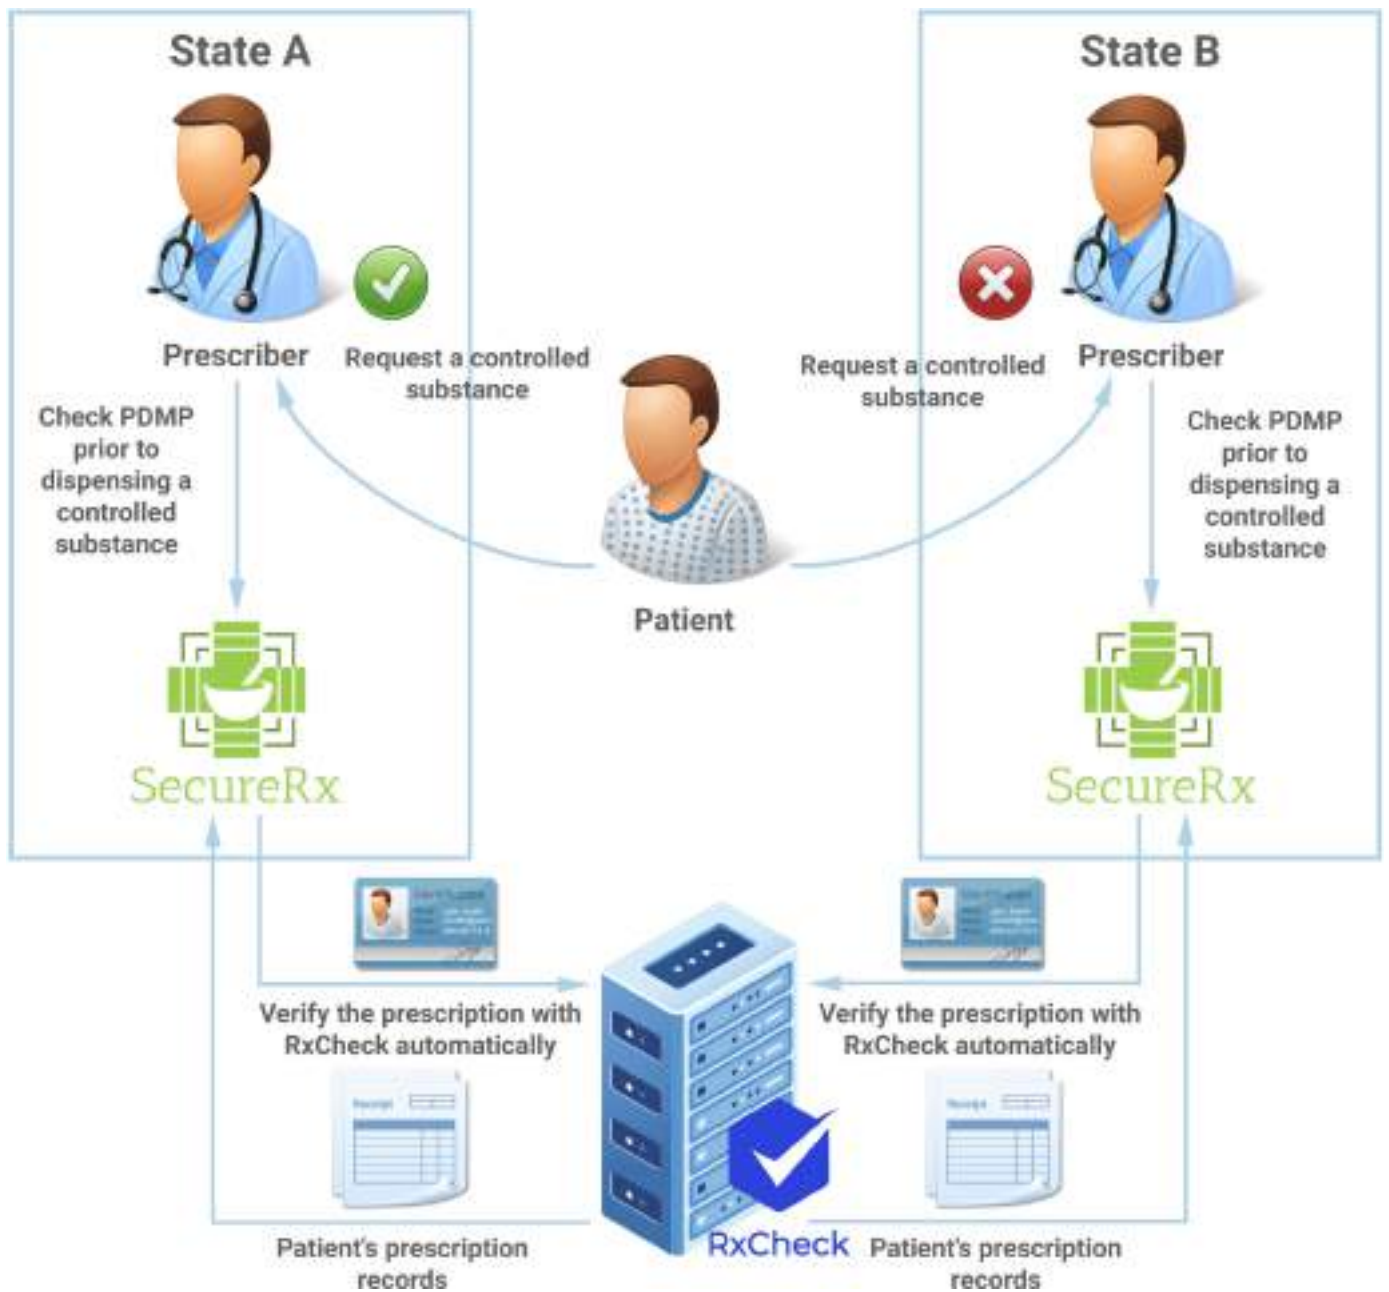 State A
Prescriber
Request a controlled
substance
Check PDMP
prior to
dispensing a
controlled
substance
SecureRx
Patient
State B
Prescriber
Request a controlled
substance
Check PDMP
prior to
dispensing a
controlled
substance
SecureRx
Verify the prescription with
RxCheck automatically
Receipt
Patient's prescription
records
RxCheck
Verify the prescription with
RxCheck automatically
Receipt
Patient's prescription
records